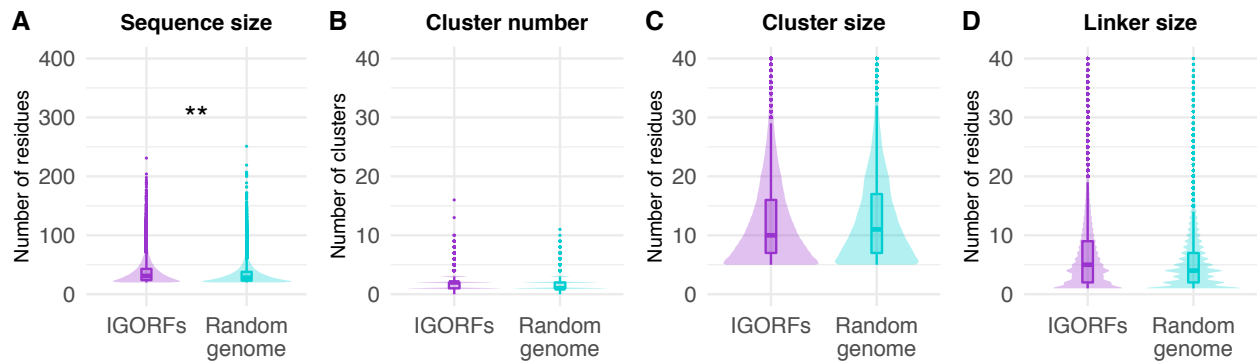 A Sequence size
Number of residues
400
300
200
100
0
**
IGORFs
Random
genome
B Cluster number
Number of clusters
40
30
20
10
0
IGORFs
Random
genome
C Cluster size
Number of residues
40
30
20
10
0
IGORFs
Random
genome
D Linker size
Number of residues
40
30
20
10
0
IGORFs
Random
genome